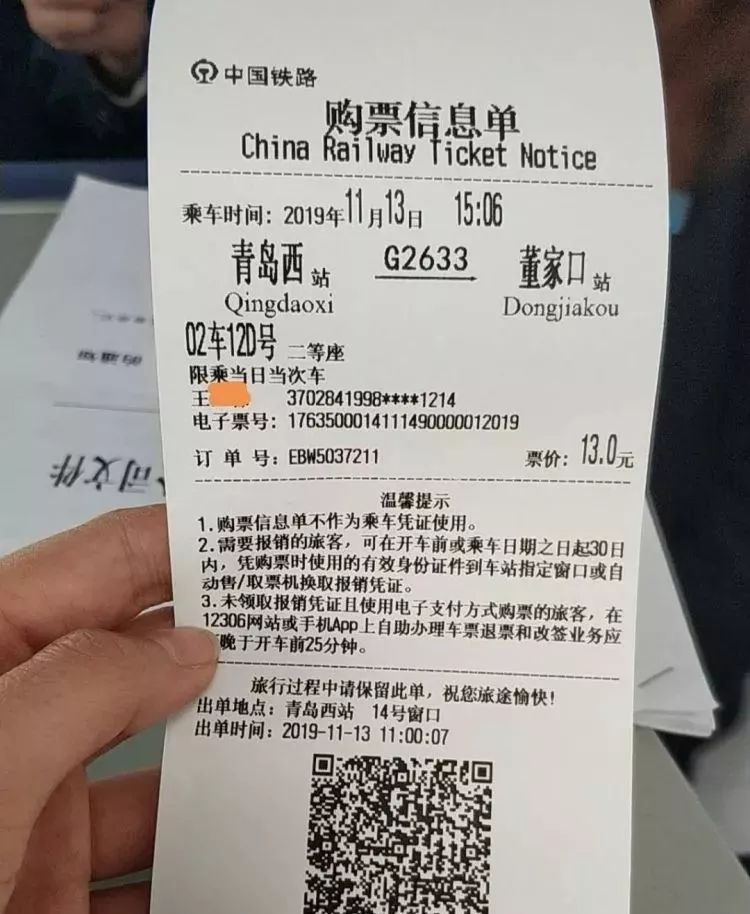 中国铁路
购票信息单
China Railway Ticket Notice
乘车时间: 2019年11月13日 15:06
青岛西站 G2633 董家口站
Qingdaoxi Dongjiakou
02车12D号 二等座
限乘当日当次车
王 3702841998****1214
电子票号: 1763500014111490000012019
订单号: EBW5037211 票价: 13.0元
温馨提示
1.购票信息单不作为乘车凭证使用。
2.需要报销的旅客，可在开车前或乘车日期之日起30日
内，凭购票时使用的有效身份证件到车站指定窗口或自
动售/取票机换取报销凭证。
3.未领取报销凭证且使用电子支付方式购票的旅客，在
12306网站或手机App上自助办理车票退票和改签业务应
晚于开车前25分钟。
旅行过程中请保留此单，祝您旅途愉快!
出单地点: 青岛西站 14号窗口
出单时间: 2019-11-13 11:00:07
司文件